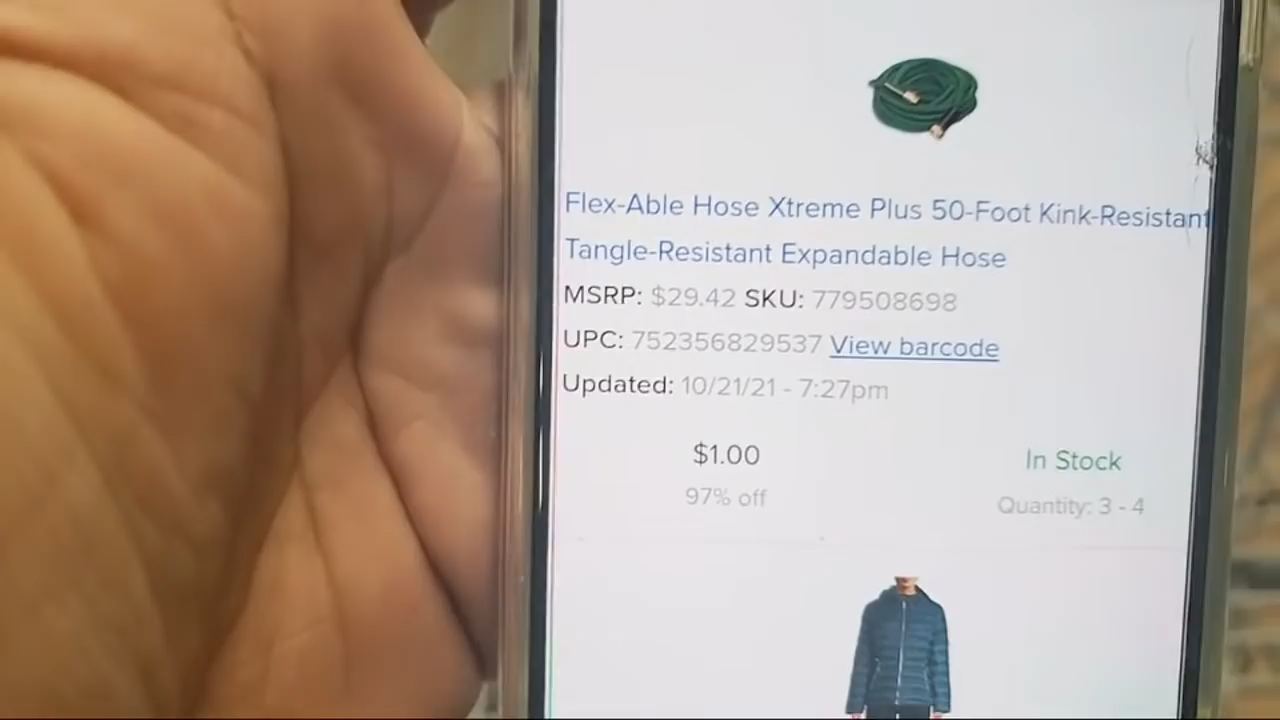 Flex-Able Hose Xtreme Plus 50-Foot Kink-Resistant
Tangle-Resistant Expandable Hose
MSRP: $29.42 SKU: 779508698
UPC: 752356829537 View barcode
Updated: 10/21/21 - 7:27pm
$1.00
In Stock
97% off
Quantity: 3 - 4